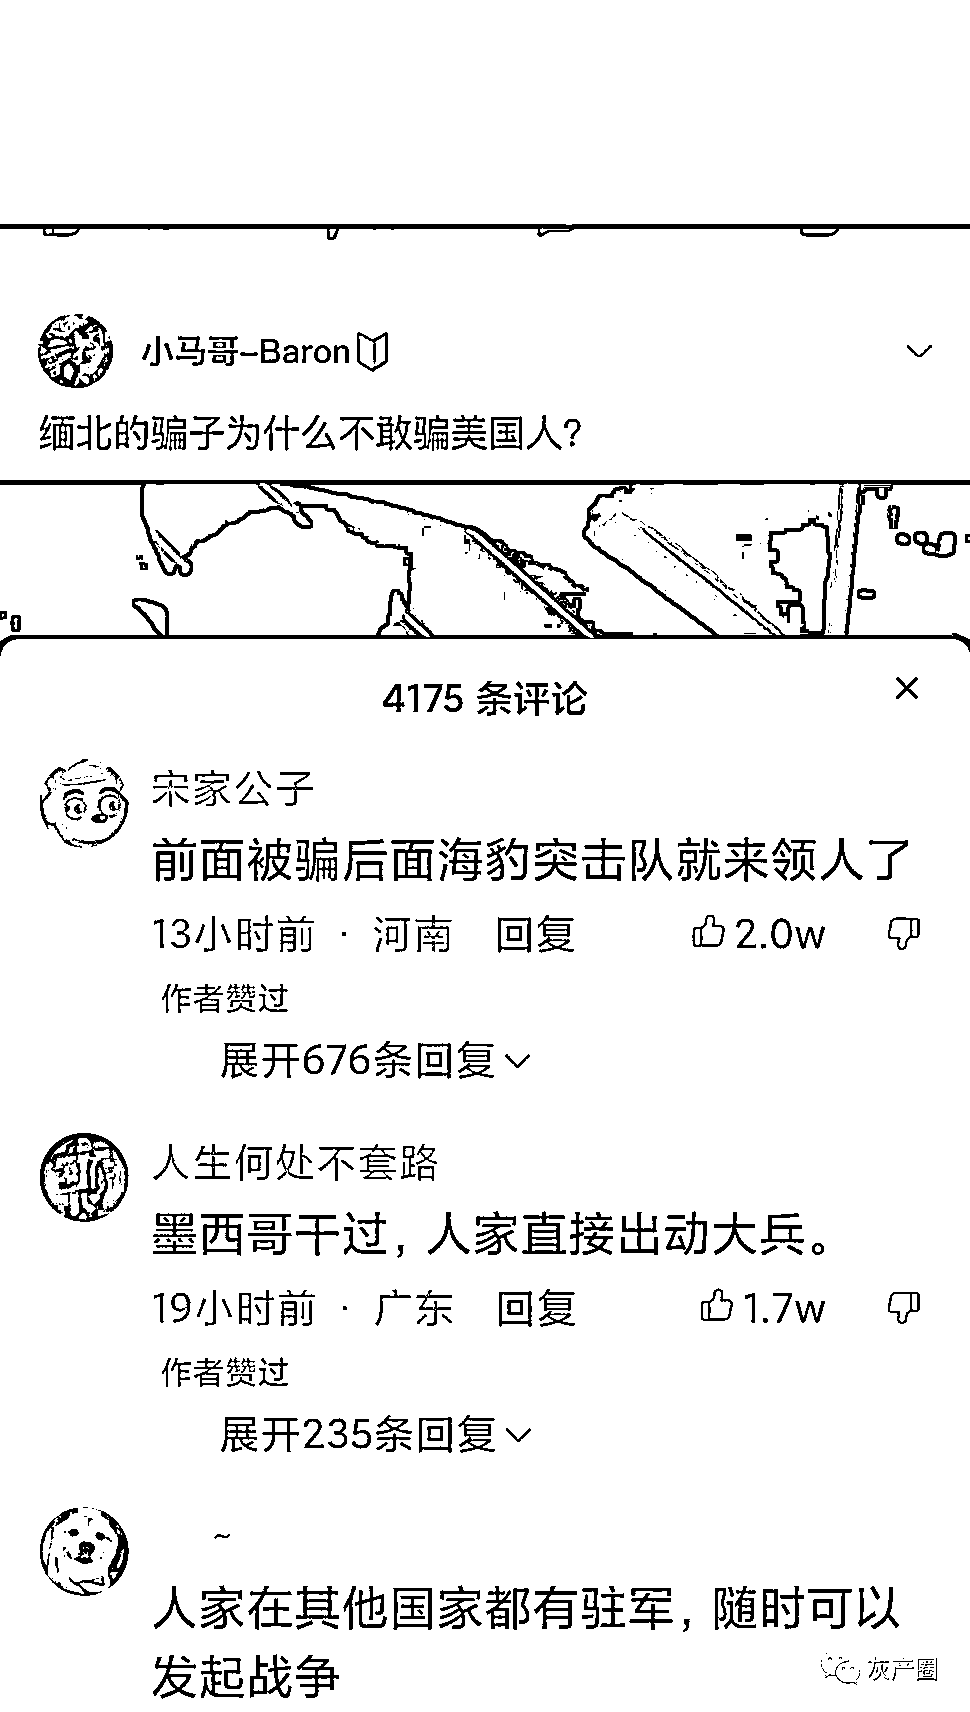 小马哥-Baron
缅北的骗子为什么不敢骗美国人?
4175 条评论
宋家公子
前面被骗后面海豹突击队就来领人了
13小时前 · 河南 回复 2.0w
作者赞过
展开676条回复
人生何处不套路
墨西哥干过, 人家直接出动大兵。
19小时前 · 广东 回复 1.7w
作者赞过
展开235条回复
~
人家在其他国家都有驻军, 随时可以
发起战争
灰产圈